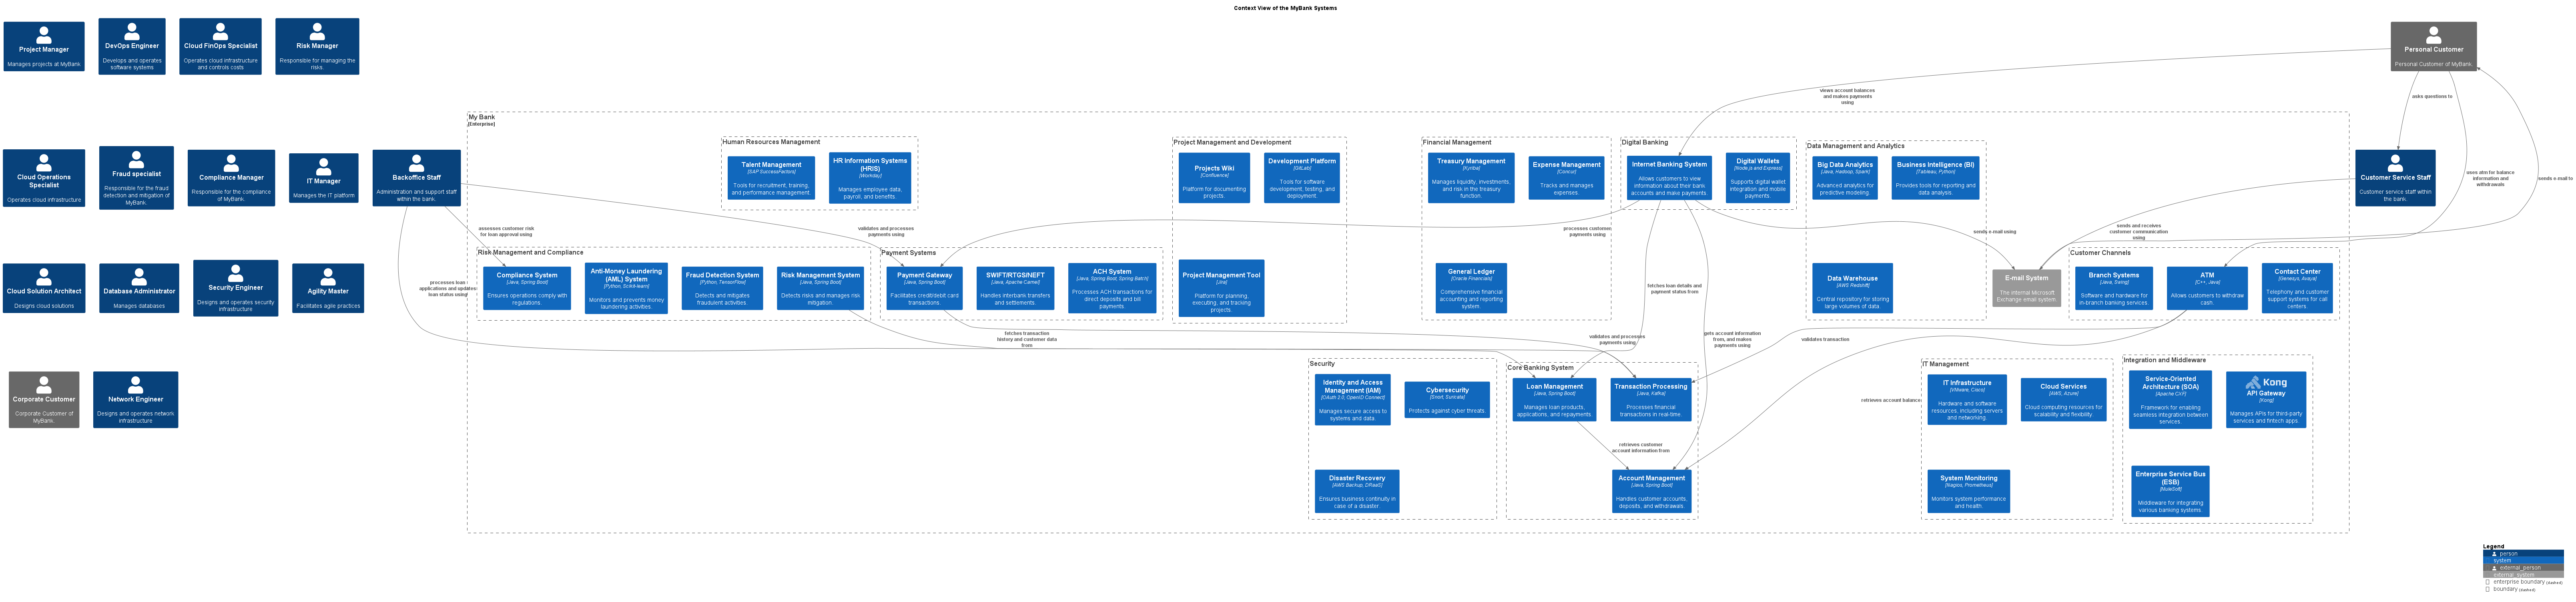 Context View of the MyBank Systems
Project Manager
Manages projects at MyBank
DevOps Engineer
Develops and operates
software systems
Cloud FinOps Specialist
Operates cloud infrastructure
and controls costs
Risk Manager
Responsible for managing the
risks.
Personal Customer
Personal Customer of MyBank.
views account balances
and makes payments
using
asks questions to
uses atm for balance
information and
withdrawals
sends e-mail to
Cloud Operations
Specialist
Operates cloud infrastructure
Fraud specialist
Responsible for the fraud
detection and mitigation of
MyBank.
Compliance Manager
Responsible for the compliance
of MyBank.
IT Manager
Manages the IT platform
Backoffice Staff
Administration and support staff
within the bank.
Customer Service Staff
Customer service staff within
the bank.
My Bank
[Enterprise]
Human Resources Management
Talent Management
[SAP SuccessFactors]
Tools for recruitment, training,
and performance management.
HR Information Systems
(HRIS)
[Workday]
Manages employee data,
payroll, and benefits.
Project Management and Development
Projects Wiki
[Confluence]
Platform for documenting
projects.
Development Platform
[GitLab]
Tools for software
development, testing, and
deployment.
Project Management Tool
[Jira]
Platform for planning,
executing, and tracking
projects.
Financial Management
Treasury Management
[Kyriba]
Manages liquidity, investments,
and risk in the treasury
function.
Expense Management
[Concur]
Tracks and manages
expenses.
General Ledger
[Oracle Financials]
Comprehensive financial
accounting and reporting
system.
Digital Banking
Internet Banking System
Allows customers to view
information about their bank
accounts and make payments.
Digital Wallets
[Node.js and Express]
Supports digital wallet
integration and mobile
payments.
Data Management and Analytics
Big Data Analytics
[Java, Hadoop, Spark]
Advanced analytics for
predictive modeling.
Business Intelligence (BI)
[Tableau, Python]
Provides tools for reporting and
data analysis.
Data Warehouse
[AWS Redshift]
Central repository for storing
large volumes of data.
assesses customer risk
for loan approval using
validates and processes
payments using
processes customer
payments using
sends e-mail using
sends and receives
customer communication
using
Cloud Solution Architect
Designs cloud solutions
Database Administrator
Manages databases
Security Engineer
Designs and operates security
infrastructure
Agility Master
Facilitates agile practices
processes loan
applications and updates
loan status using
Risk Management and Compliance
Compliance System
[Java, Spring Boot]
Ensures operations comply with
regulations.
Anti-Money Laundering
(AML) System
[Python, Scikit-learn]
Monitors and prevents money
laundering activities.
Fraud Detection System
[Python, TensorFlow]
Detects and mitigates
fraudulent activities.
Risk Management System
[Java, Spring Boot]
Detects risks and manages risk
mitigation.
Payment Systems
Payment Gateway
[Java, Spring Boot]
Facilitates credit/debit card
transactions.
SWIFT/RTGS/NEFT
[Java, Apache Camel]
Handles interbank transfers
and settlements.
ACH System
[Java, Spring Boot, Spring Batch]
Processes ACH transactions for
direct deposits and bill
payments.
E-mail System
The internal Microsoft
Exchange email system.
Customer Channels
Branch Systems
[Java, Swing]
Software and hardware for
in-branch banking services.
ATM
[C++, Java]
Allows customers to withdraw
cash.
Contact Center
[Genesys, Avaya]
Telephony and customer
support systems for call
centers.
fetches loan details and
payment status from
fetches transaction
history and customer data
from
validates and processes
payments using
gets account information
from, and makes
payments using
validates transaction
retrieves account balance
Corporate Customer
Corporate Customer of
MyBank.
Network Engineer
Designs and operates network
infrastructure
Security
Identity and Access
Management (IAM)
[OAuth 2.0, OpenID Connect]
Manages secure access to
systems and data.
Cybersecurity
[Snort, Suricata]
Protects against cyber threats.
Disaster Recovery
[AWS Backup, DRaaS]
Ensures business continuity in
case of a disaster.
Core Banking System
Loan Management
[Java, Spring Boot]
Manages loan products,
applications, and repayments.
Transaction Processing
[Java, Kafka]
Processes financial
transactions in real-time.
retrieves customer
account information from
Account Management
[Java, Spring Boot]
Handles customer accounts,
deposits, and withdrawals.
IT Management
IT Infrastructure
[VMware, Cisco]
Hardware and software
resources, including servers
and networking.
Cloud Services
[AWS, Azure]
Cloud computing resources for
scalability and flexibility.
System Monitoring
[Nagios, Prometheus]
Monitors system performance
and health.
Integration and Middleware
Service-Oriented
Architecture (SOA)
[Apache CXF]
Framework for enabling
seamless integration between
services.
Kong
API Gateway
[Kong]
Manages APIs for third-party
services and fintech apps.
Enterprise Service Bus
(ESB)
[MuleSoft]
Middleware for integrating
various banking systems.
Legend
person
system
external_person
external_system
enterprise boundary (dashed)
boundary (dashed)